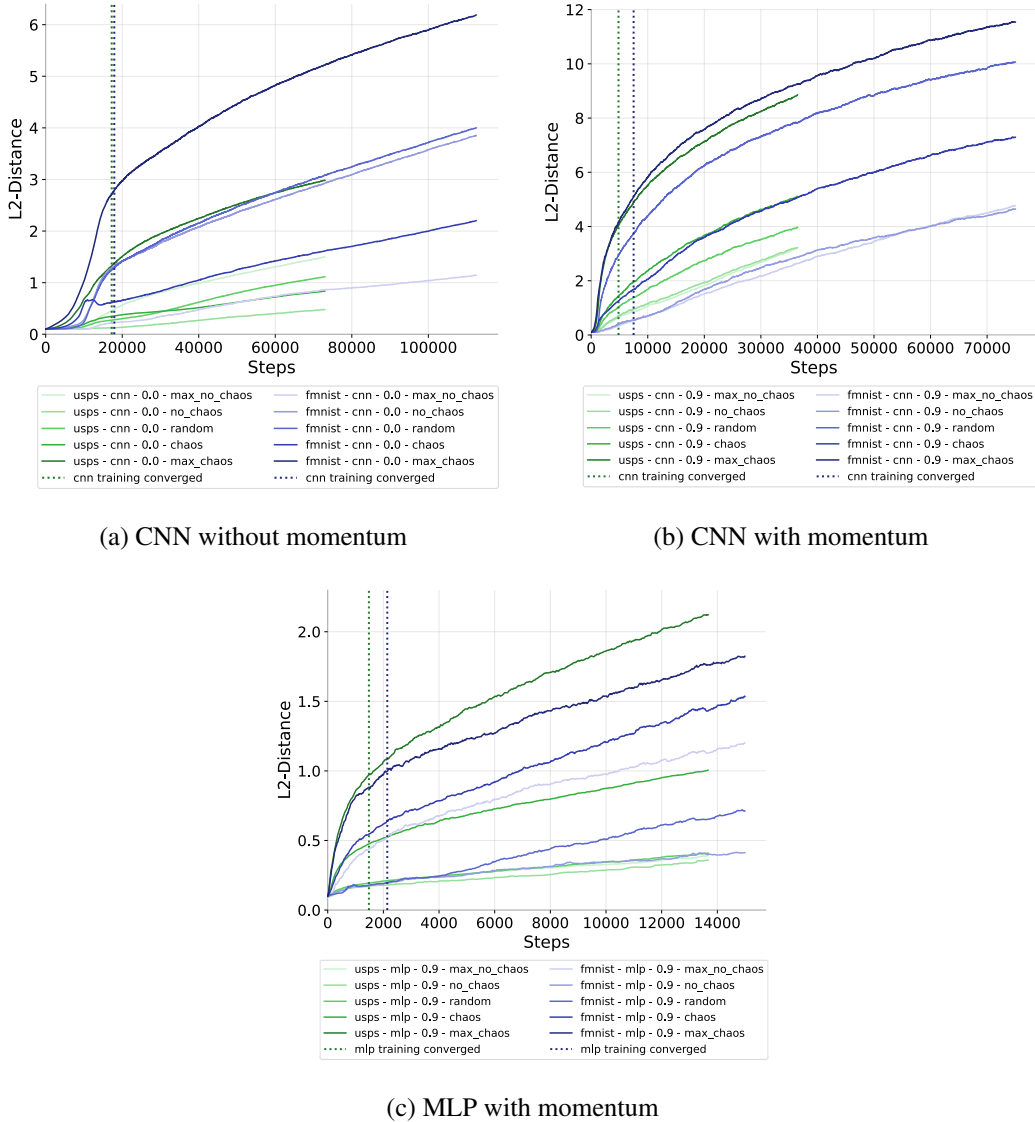 6
5
4
3
2
1
0
L2-Distance
0 20000 40000 60000 80000 100000
Steps
usps - cnn - 0.0 - max_no_chaos
usps - cnn - 0.0 - no_chaos
usps - cnn - 0.0 - random
usps - cnn - 0.0 - chaos
usps - cnn - 0.0 - max_chaos
cnn training converged
fmnist - cnn - 0.0 - max_no_chaos
fmnist - cnn - 0.0 - no_chaos
fmnist - cnn - 0.0 - random
fmnist - cnn - 0.0 - chaos
fmnist - cnn - 0.0 - max_chaos
cnn training converged
(a) CNN without momentum
12
10
8
6
4
2
0
L2-Distance
0 10000 20000 30000 40000 50000 60000 70000
Steps
usps - cnn - 0.9 - max_no_chaos
usps - cnn - 0.9 - no_chaos
usps - cnn - 0.9 - random
usps - cnn - 0.9 - chaos
usps - cnn - 0.9 - max_chaos
cnn training converged
fmnist - cnn - 0.9 - max_no_chaos
fmnist - cnn - 0.9 - no_chaos
fmnist - cnn - 0.9 - random
fmnist - cnn - 0.9 - chaos
fmnist - cnn - 0.9 - max_chaos
cnn training converged
(b) CNN with momentum
2.0
1.5
1.0
0.5
0.0
L2-Distance
0 2000 4000 6000 8000 10000 12000 14000
Steps
usps - mlp - 0.9 - max_no_chaos
usps - mlp - 0.9 - no_chaos
usps - mlp - 0.9 - random
usps - mlp - 0.9 - chaos
usps - mlp - 0.9 - max_chaos
mlp training converged
fmnist - mlp - 0.9 - max_no_chaos
fmnist - mlp - 0.9 - no_chaos
fmnist - mlp - 0.9 - random
fmnist - mlp - 0.9 - chaos
fmnist - mlp - 0.9 - max_chaos
mlp training converged
(c) MLP with momentum